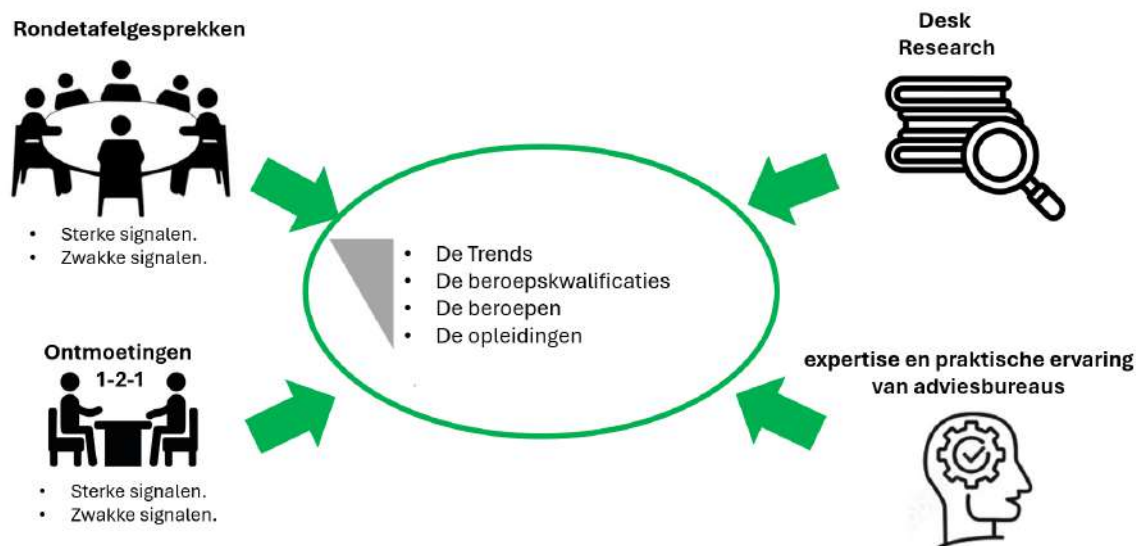 Rondetafelgesprekken
• Sterke signalen.
• Zwakke signalen.
Desk
Research
• De Trends
• De beroepskwalificaties
• De beroepen
• De opleidingen
Ontmoetingen
1-2-1
• Sterke signalen.
• Zwakke signalen.
expertise en praktische ervaring
van adviesbureaus